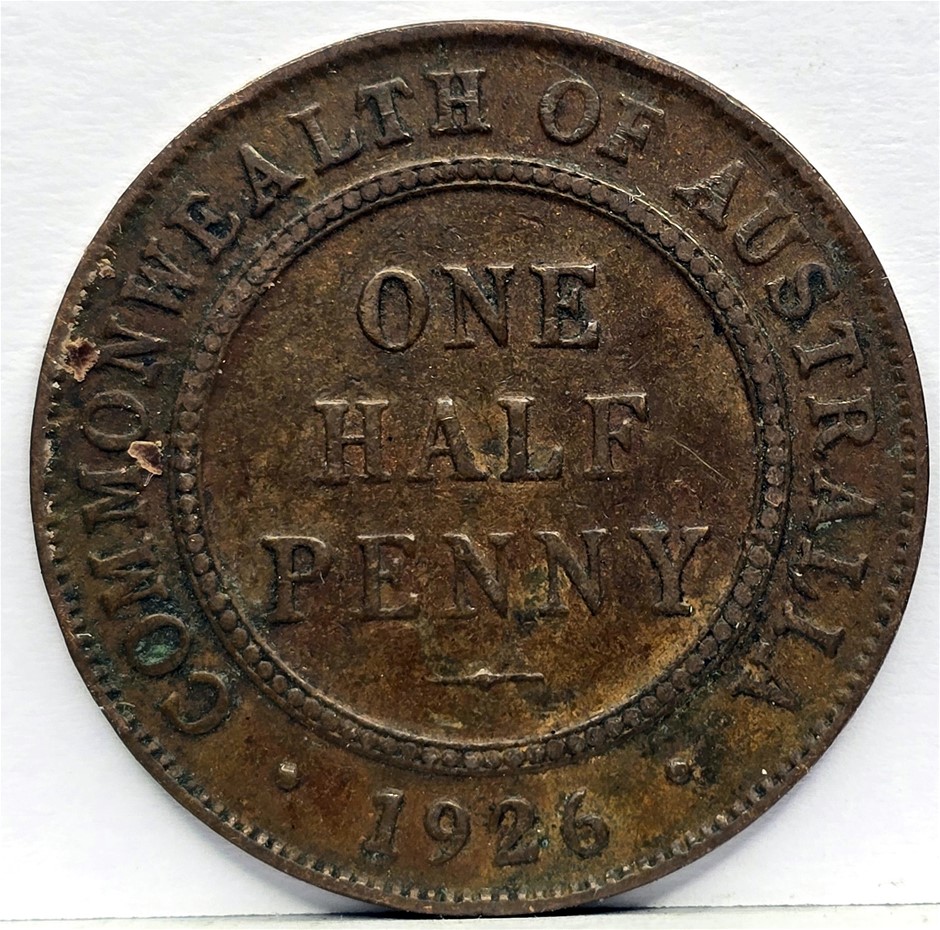 COMMONWEALTH OF AUSTRALIA
ONE
HALF
PENNY
1926